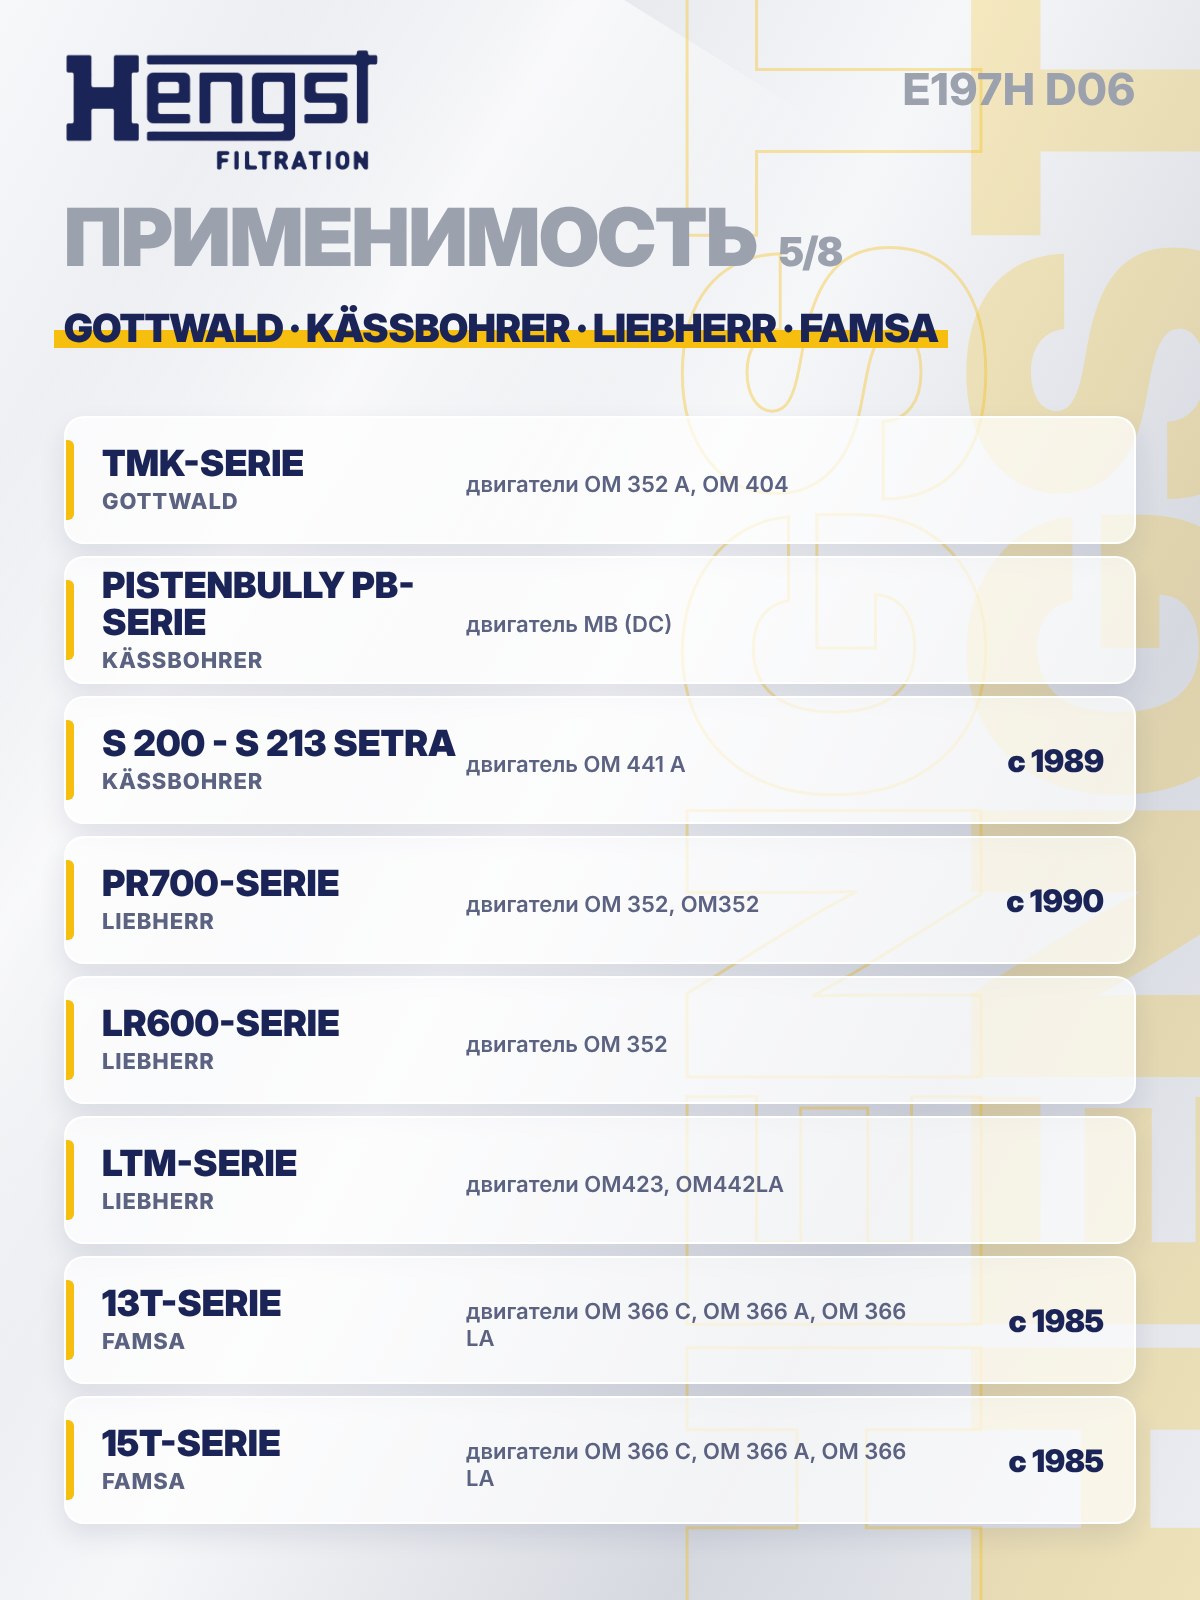 Hengst
FILTRATION
E197H D06
ПРИМЕНИМОСТЬ 5/8
GOTTWALD · KÄSSBOHRER · LIEBHERR · FAMSA
TMK-SERIE
GOTTWALD
двигатели OM 352 A, OM 404
PISTENBULLY PB-
SERIE
KÄSSBOHRER
двигатель MB (DC)
S 200 - S 213 SETRA
KÄSSBOHRER
двигатель OM 441 A
с 1989
PR700-SERIE
LIEBHERR
двигатели OM 352, OM352
с 1990
LR600-SERIE
LIEBHERR
двигатель OM 352
LTM-SERIE
LIEBHERR
двигатели OM423, OM442LA
13T-SERIE
FAMSA
двигатели OM 366 C, OM 366 A, OM 366
LA
с 1985
15T-SERIE
FAMSA
двигатели OM 366 C, OM 366 A, OM 366
LA
с 1985
HENGST
HENGST